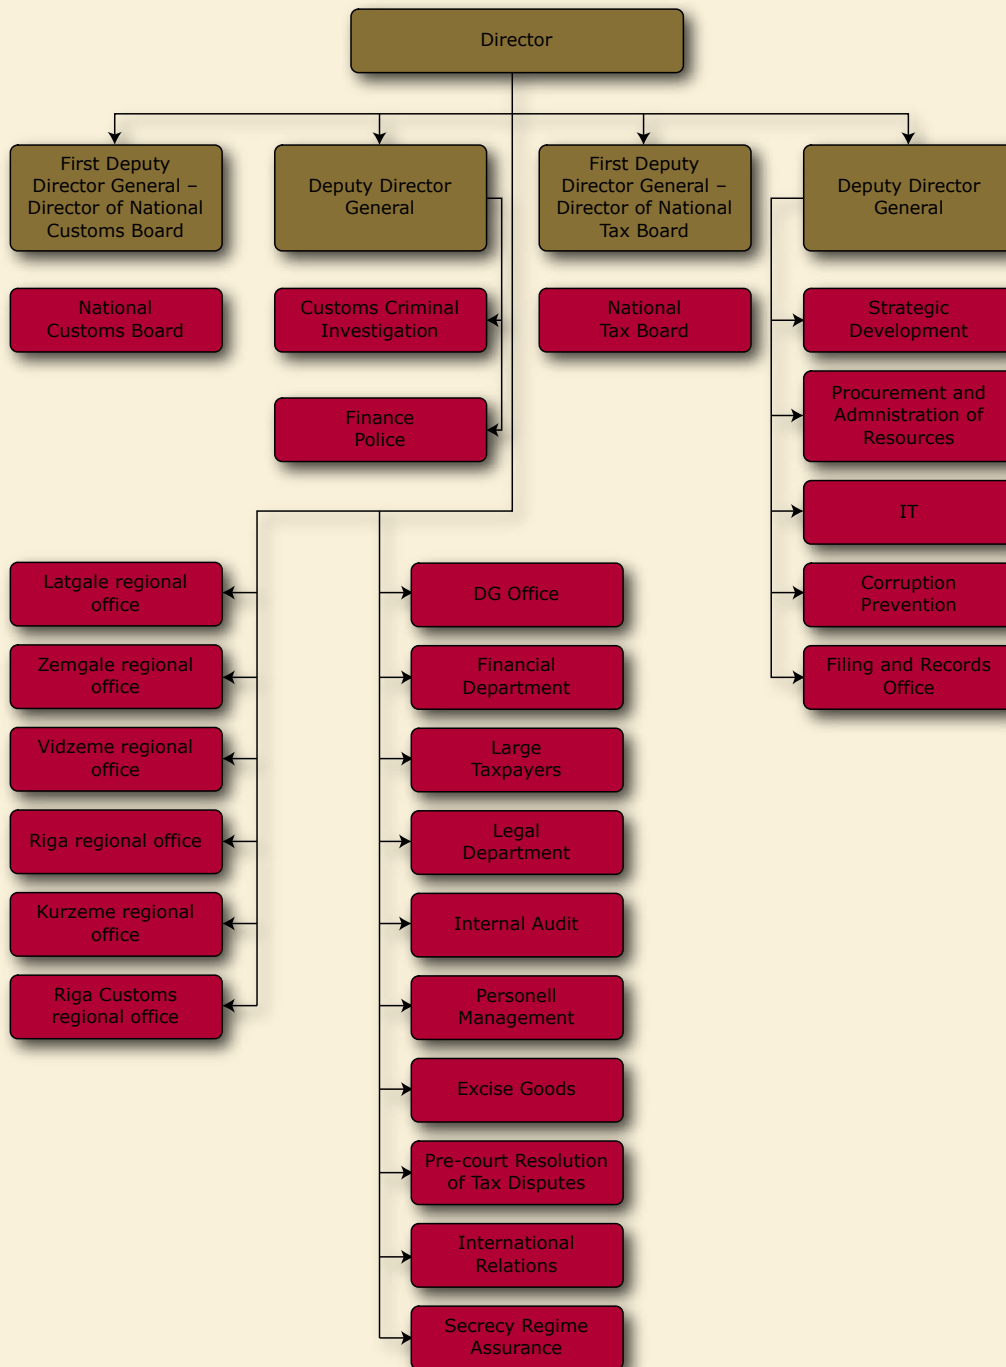 Director
First Deputy
Director General –
Director of National
Customs Board
Deputy Director
General
First Deputy
Director General –
Director of National
Tax Board
Deputy Director
General
National
Customs Board
Customs Criminal
Investigation
National
Tax Board
Strategic
Development
Finance
Police
Procurement and
Admnistration of
Resources
IT
Latgale regional
office
DG Office
Corruption
Prevention
Zemgale regional
office
Financial
Department
Filing and Records
Office
Vidzeme regional
office
Large
Taxpayers
Riga regional office
Legal
Department
Kurzeme regional
office
Internal Audit
Riga Customs
regional office
Personell
Management
Excise Goods
Pre-court Resolution
of Tax Disputes
International
Relations
Secrecy Regime
Assurance